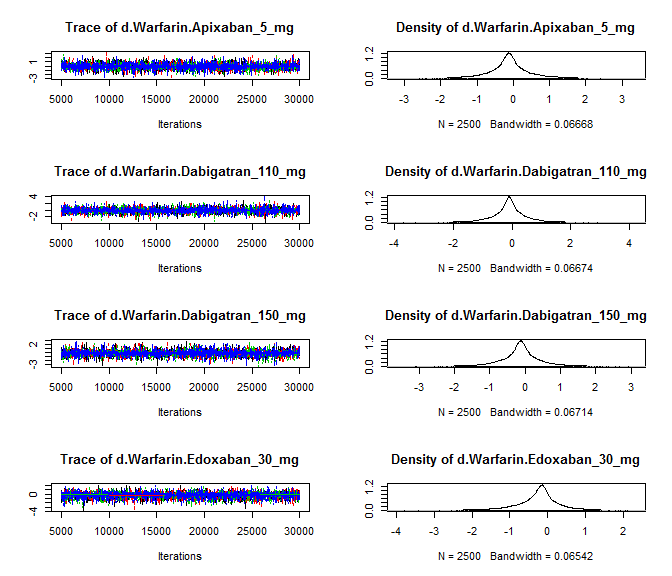 Trace of d.Warfarin.Apixaban_5_mg
Density of d.Warfarin.Apixaban_5_mg
1
-3
5000 10000 15000 20000 25000 30000
Iterations
1.2
0.0
-3 -2 -1 0 1 2 3
N = 2500 Bandwidth = 0.06668
Trace of d.Warfarin.Dabigatran_110_mg
Density of d.Warfarin.Dabigatran_110_mg
4
-2
5000 10000 15000 20000 25000 30000
Iterations
1.2
0.0
-4 -2 0 2 4
N = 2500 Bandwidth = 0.06674
Trace of d.Warfarin.Dabigatran_150_mg
Density of d.Warfarin.Dabigatran_150_mg
2
-3
5000 10000 15000 20000 25000 30000
Iterations
1.2
0.0
-3 -2 -1 0 1 2 3
N = 2500 Bandwidth = 0.06714
Trace of d.Warfarin.Edoxaban_30_mg
Density of d.Warfarin.Edoxaban_30_mg
0
-4
5000 10000 15000 20000 25000 30000
Iterations
1.2
0.0
-4 -3 -2 -1 0 1 2
N = 2500 Bandwidth = 0.06542